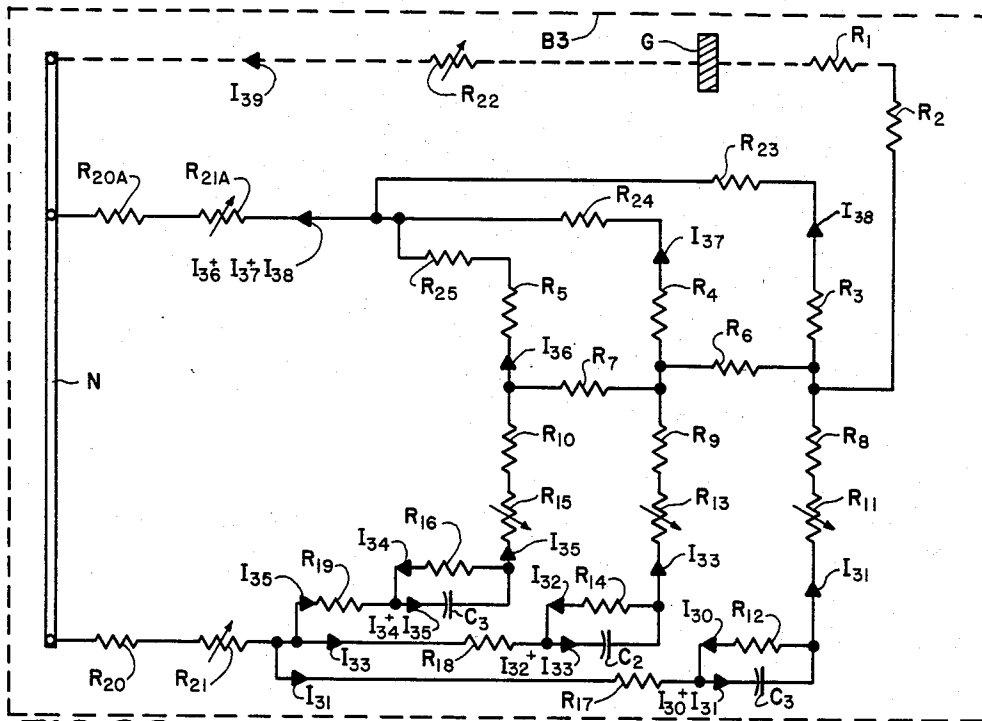 B3
G
R1
I39
R22
R2
R23
R20A
R21A
R24
I38
I36+I37+I38
I37
R25
R5
R4
R3
R6
I36
R7
N
R10
R9
R8
R15
R13
R11
R16
I34
I35
I35
R19
I33
I32
R14
I31
I34+I35
C3
I30
R12
R20
R21
I33
R18
I32+I33
C2
I31
R17
I30+I31
C3